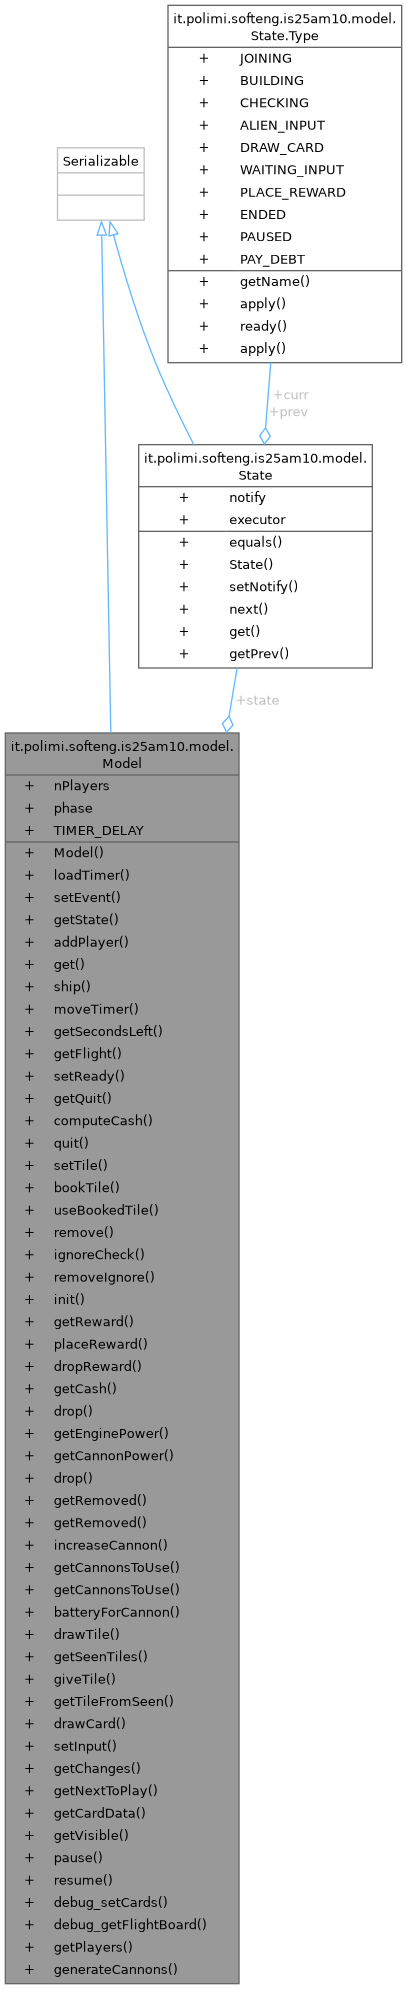 it.polimi.softeng.is25am10.model.
State.Type
+ JOINING
+ BUILDING
+ CHECKING
+ ALIEN_INPUT
+ DRAW_CARD
+ WAITING_INPUT
+ PLACE_REWARD
+ ENDED
+ PAUSED
+ PAY_DEBT
+ getName()
+ apply()
+ ready()
+ apply()
Serializable
+curr
+prev
it.polimi.softeng.is25am10.model.
State
+ notify
+ executor
+ equals()
+ State()
+ setNotify()
+ next()
+ get()
+ getPrev()
+state
it.polimi.softeng.is25am10.model.
Model
+ nPlayers
+ phase
+ TIMER_DELAY
+ Model()
+ loadTimer()
+ setEvent()
+ getState()
+ addPlayer()
+ get()
+ ship()
+ moveTimer()
+ getSecondsLeft()
+ getFlight()
+ setReady()
+ getQuit()
+ computeCash()
+ quit()
+ setTile()
+ bookTile()
+ useBookedTile()
+ remove()
+ ignoreCheck()
+ removeIgnore()
+ init()
+ getReward()
+ placeReward()
+ dropReward()
+ getCash()
+ drop()
+ getEnginePower()
+ getCannonPower()
+ drop()
+ getRemoved()
+ getRemoved()
+ increaseCannon()
+ getCannonsToUse()
+ getCannonsToUse()
+ batteryForCannon()
+ drawTile()
+ getSeenTiles()
+ giveTile()
+ getTileFromSeen()
+ drawCard()
+ setInput()
+ getChanges()
+ getNextToPlay()
+ getCardData()
+ getVisible()
+ pause()
+ resume()
+ debug_setCards()
+ debug_getFlightBoard()
+ getPlayers()
+ generateCannons()